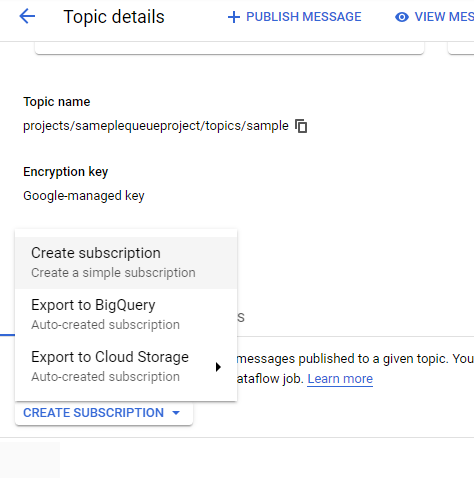 Topic details
PUBLISH MESSAGE
VIEW MES
Topic name
projects/sameplequeueproject/topics/sample
Encryption key
Google-managed key
Create subscription
Create a simple subscription
Export to BigQuery
Auto-created subscription
S
Export to Cloud Storage
messages published to a given topic. You
Auto-created subscription
ataflow job. Learn more
CREATE SUBSCRIPTION